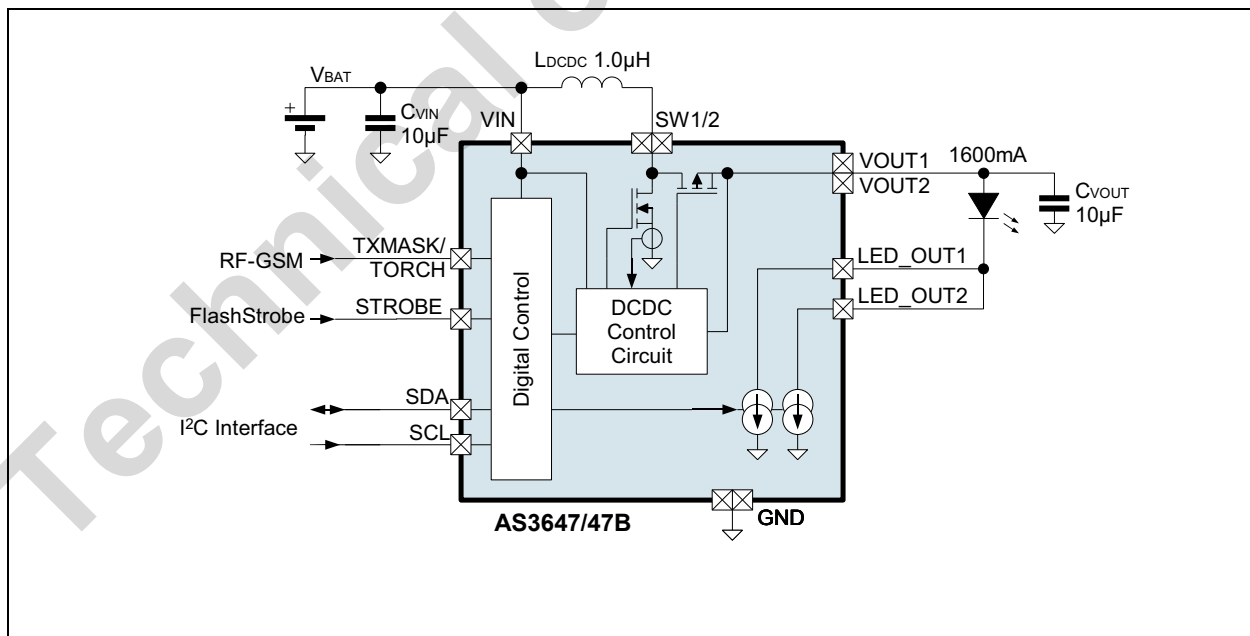 LDCDC 1.0µH
VBAT
+
CVIN
10µF
VIN
SW1/2
VOUT1
VOUT2
1600mA
CVOUT
10µF
RF-GSM
TXMASK/
TORCH
LED_OUT1
LED_OUT2
FlashStrobe
STROBE
Digital Control
DCDC
Control
Circuit
SDA
I²C Interface
SCL
AS3647/47B
GND
Technical